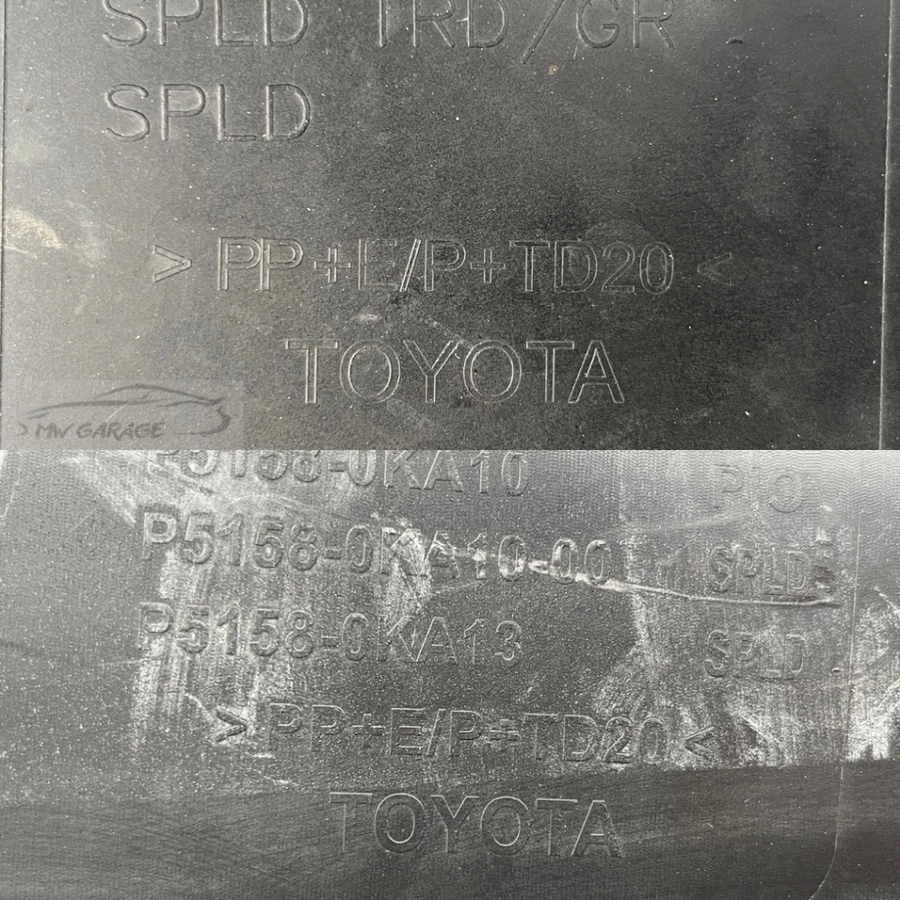 SPLD TRD/GR
SPLD
> PP+E/P+TD20 <
TOYOTA
MW GARAGE
P5158-0KA10 PIO
P5158-0KA10-00 SPLD
P5158-0KA13 SPLD
> PP+E/P+TD20 <
TOYOTA